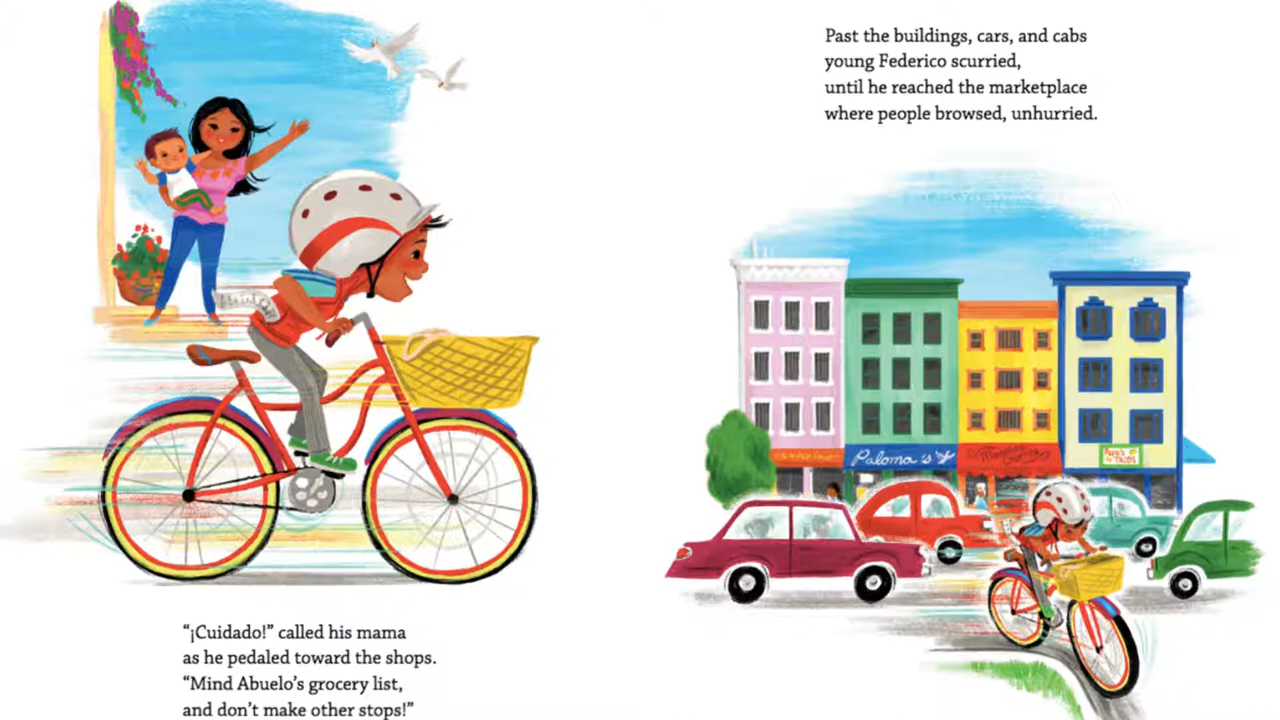 “¡Cuidado!” called his mama
as he pedaled toward the shops.
“Mind Abuelo’s grocery list,
and don’t make other stops!”
Past the buildings, cars, and cabs
young Federico scurried,
until he reached the marketplace
where people browsed, unhurried.
Paloma's
TACOS